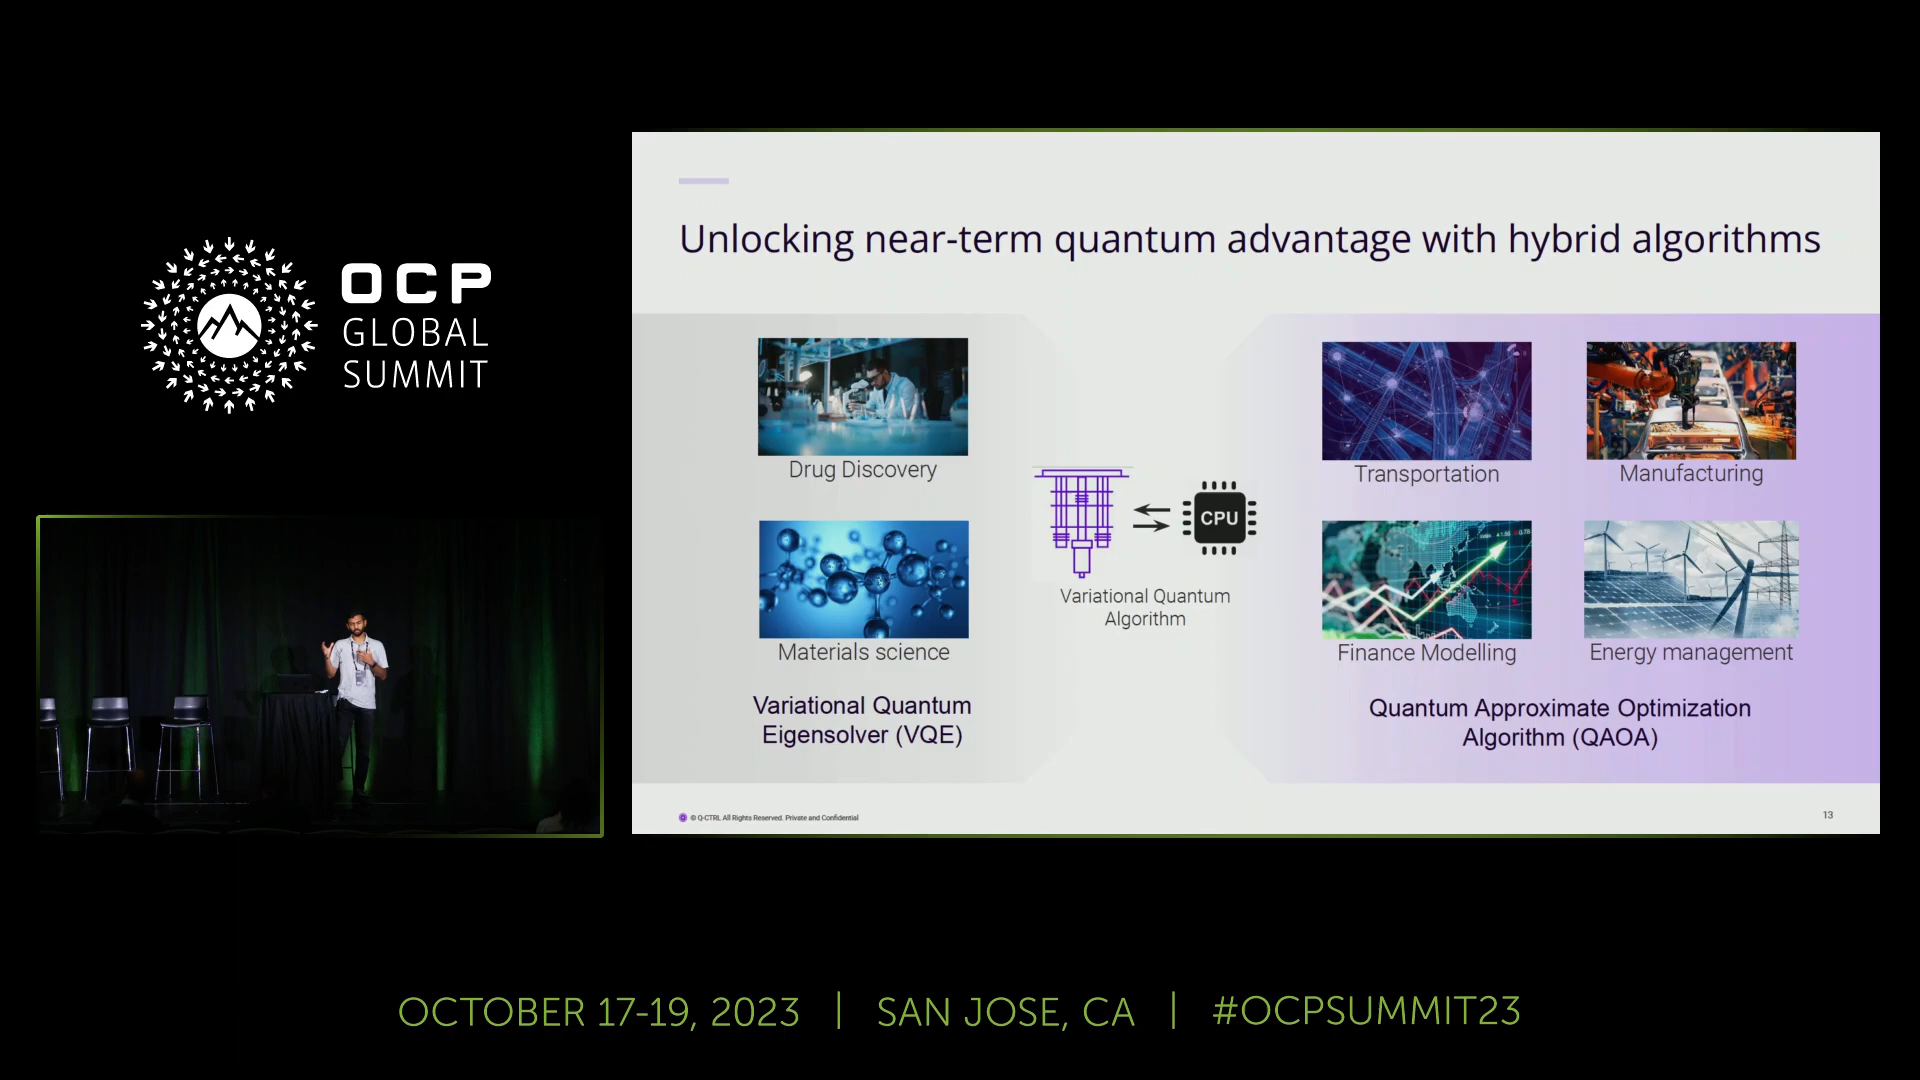 OCP
GLOBAL
SUMMIT
Unlocking near-term quantum advantage with hybrid algorithms
Drug Discovery
Materials science
Variational Quantum
Eigensolver (VQE)
CPU
Variational Quantum
Algorithm
Transportation
Manufacturing
Finance Modelling
Energy management
Quantum Approximate Optimization
Algorithm (QAOA)
© Q-CTRL All Rights Reserved. Private and Confidential
13
OCTOBER 17-19, 2023 | SAN JOSE, CA | #OCPSUMMIT23